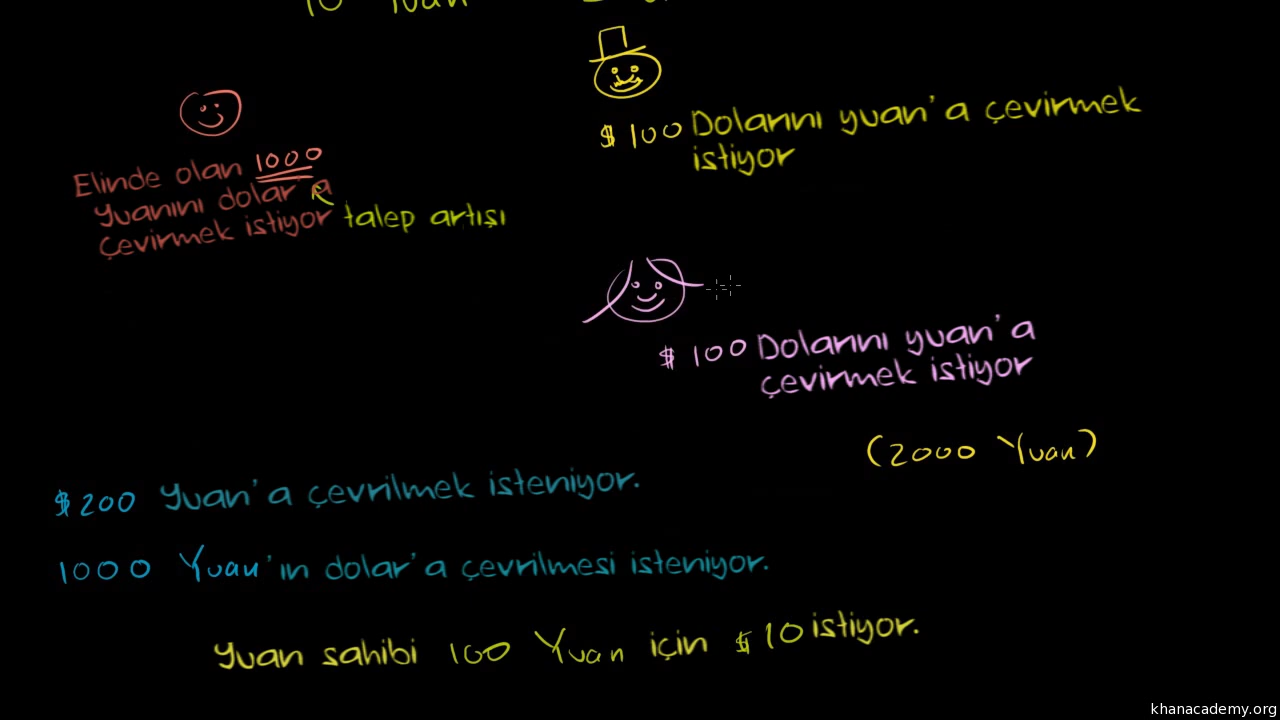 10 Yuan
$ 100 Dolarını yuan'a çevirmek
istiyor
Elinde olan 1000
yuanını dolar'a
çevirmek istiyor
talep artışı
$ 100 Dolarını yuan'a
çevirmek istiyor
(2000 Yuan)
$200 Yuan'a çevrilmek isteniyor.
1000 Yuan'ın dolar'a çevrilmesi isteniyor.
Yuan sahibi 100 Yuan için $10 istiyor.
khanacademy.org